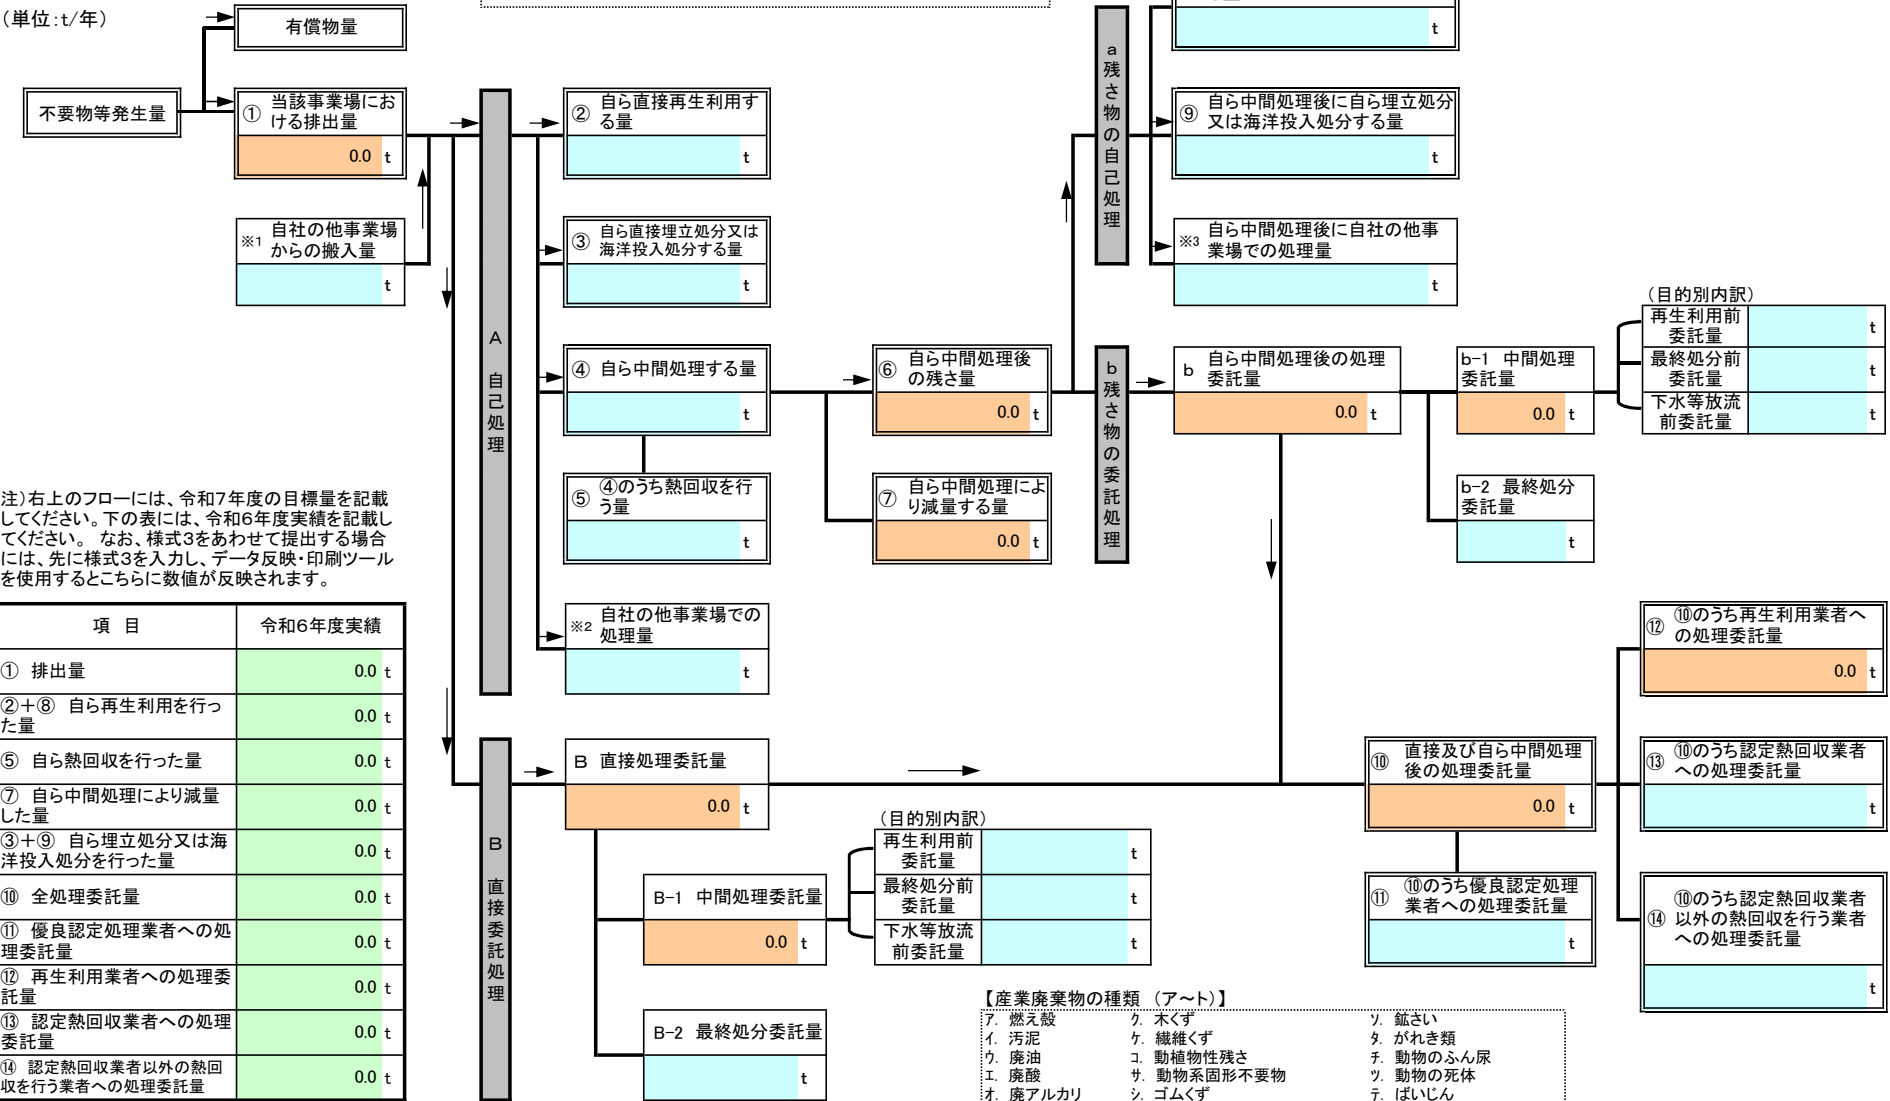 (単位:t/年)
有償物量
不要物等発生量
①
当該事業場にお
ける排出量
0.0 t
※1
自社の他事業場
からの搬入量
t
A 自己処理
②
自ら直接再生利用す
る量
t
③
自ら直接埋立処分又は
海洋投入処分する量
t
④ 自ら中間処理する量
t
⑤
④のうち熱回収を行
う量
t
※2
自社の他事業場での
処理量
t
⑥
自ら中間処理後
の残さ量
0.0 t
⑦
自ら中間処理によ
り減量する量
0.0 t
a残さ物の自己処理
t
⑨
自ら中間処理後に自ら埋立処分
又は海洋投入処分する量
t
※3
自ら中間処理後に自社の他事
業場での処理量
t
b残さ物の委託処理
b
自ら中間処理後の処理
委託量
0.0 t
b-1 中間処理
委託量
0.0 t
(目的別内訳)
再生利用前
委託量
t
最終処分前
委託量
t
下水等放流
前委託量
t
b-2 最終処分
委託量
t
注)右上のフローには、令和7年度の目標量を記載
してください。下の表には、令和6年度実績を記載し
てください。 なお、様式3をあわせて提出する場合
には、先に様式3を入力し、データ反映・印刷ツール
を使用するとこちらに数値が反映されます。
項 目 令和6年度実績
① 排出量 0.0 t
②+⑧ 自ら再生利用を行っ
た量
0.0 t
⑤ 自ら熱回収を行った量 0.0 t
⑦ 自ら中間処理により減量
した量
0.0 t
③+⑨ 自ら埋立処分又は海
洋投入処分を行った量
0.0 t
⑩ 全処理委託量 0.0 t
⑪ 優良認定処理業者への処
理委託量
0.0 t
⑫ 再生利用業者への処理委
託量
0.0 t
⑬ 認定熱回収業者への処理
委託量
0.0 t
⑭ 認定熱回収業者以外の熱回
収を行う業者への処理委託量
0.0 t
B 直接委託処理
B 直接処理委託量
0.0 t
B-1 中間処理委託量
0.0 t
(目的別内訳)
再生利用前
委託量
t
最終処分前
委託量
t
下水等放流
前委託量
t
B-2 最終処分委託量
t
⑩
直接及び自ら中間処理
後の処理委託量
0.0 t
⑪
⑩のうち優良認定処理
業者への処理委託量
t
⑫
⑩のうち再生利用業者へ
の処理委託量
0.0 t
⑬
⑩のうち認定熱回収業者
への処理委託量
t
⑭
⑩のうち認定熱回収業者
以外の熱回収を行う業者
への処理委託量
t
【産業廃棄物の種類 (ア~ト)】
ア. 燃え殻 ク. 木くず ソ. 鉱さい
イ. 汚泥 ケ. 繊維くず タ. がれき類
ウ. 廃油 コ. 動植物性残さ チ. 動物のふん尿
エ. 廃酸 サ. 動物系固形不要物 ツ. 動物の死体
オ. 廃アルカリ シ. ゴムくず テ. ばいじん